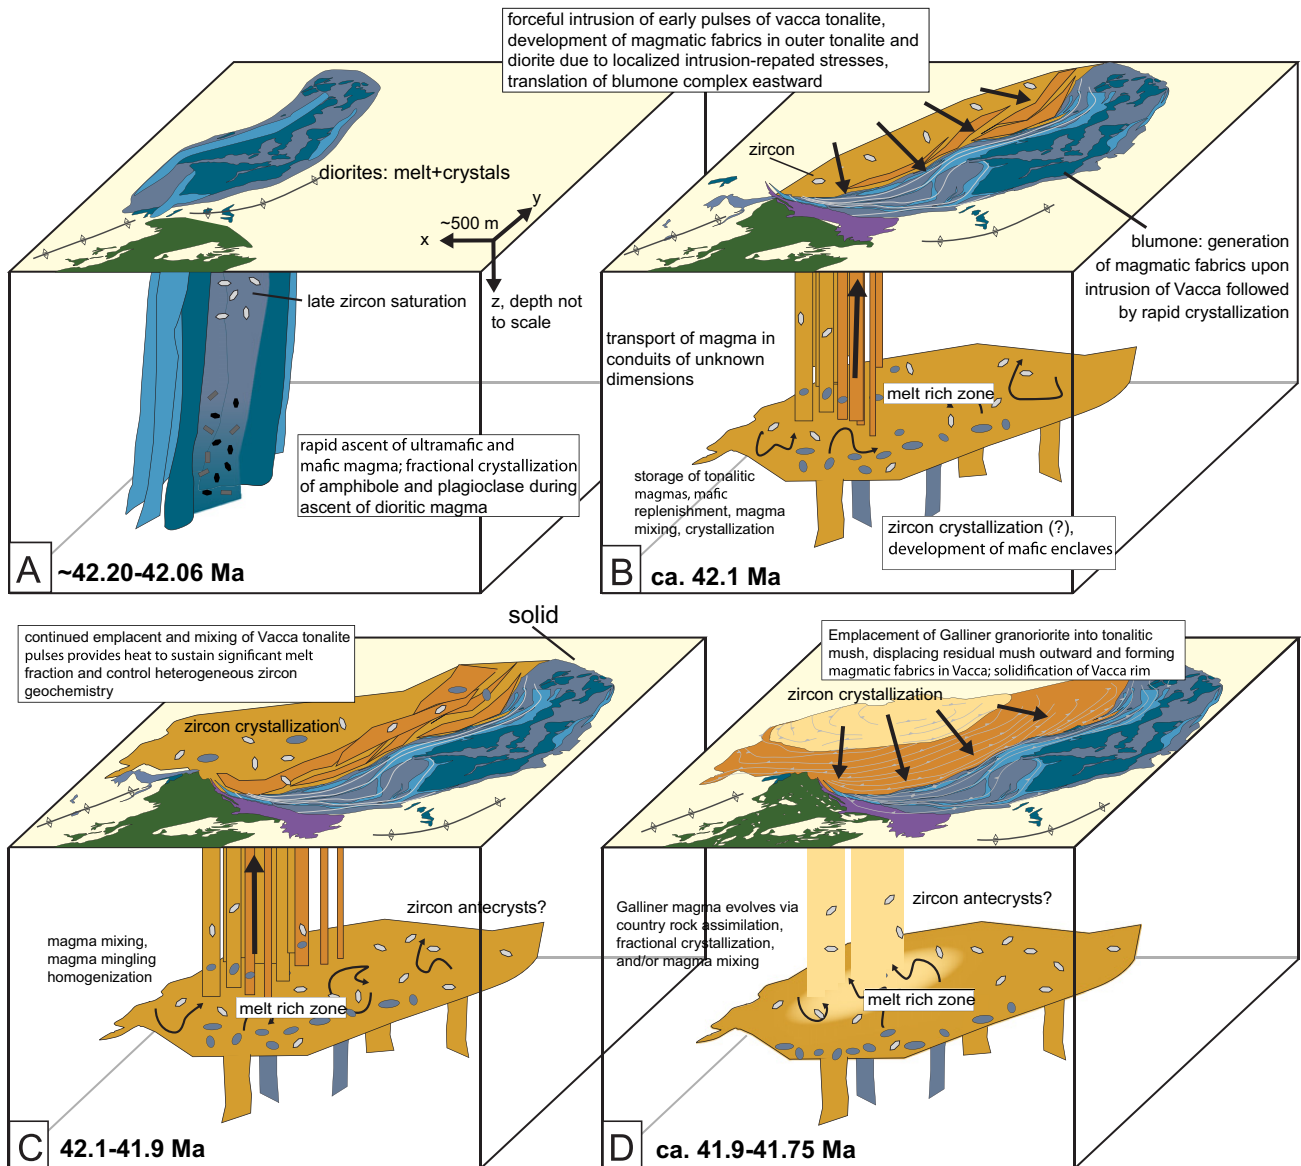 forceful intrusion of early pulses of vacca tonalite,
development of magmatic fabrics in outer tonalite and
diorite due to localized intrusion-repated stresses,
translation of blumone complex eastward
diorites: melt+crystals
~500 m
x
y
z, depth not
to scale
late zircon saturation
rapid ascent of ultramafic and
mafic magma; fractional crystallization
of amphibole and plagioclase during
ascent of dioritic magma
A
~42.20-42.06 Ma
zircon
blumone: generation
of magmatic fabrics upon
intrusion of Vacca followed
by rapid crystallization
transport of magma in
conduits of unknown
dimensions
melt rich zone
storage of tonalitic
magmas, mafic
replenishment, magma
mixing, crystallization
zircon crystallization (?),
development of mafic enclaves
B
ca. 42.1 Ma
continued emplacent and mixing of Vacca tonalite
pulses provides heat to sustain significant melt
fraction and control heterogeneous zircon
geochemistry
solid
zircon crystallization
zircon antecrysts?
magma mixing,
magma mingling
homogenization
melt rich zone
C
42.1-41.9 Ma
Emplacement of Galliner granoriorite into tonalitic
mush, displacing residual mush outward and forming
magmatic fabrics in Vacca; solidification of Vacca rim
zircon crystallization
Galliner magma evolves via
country rock assimilation,
fractional crystallization,
and/or magma mixing
zircon antecrysts?
melt rich zone
D
ca. 41.9-41.75 Ma